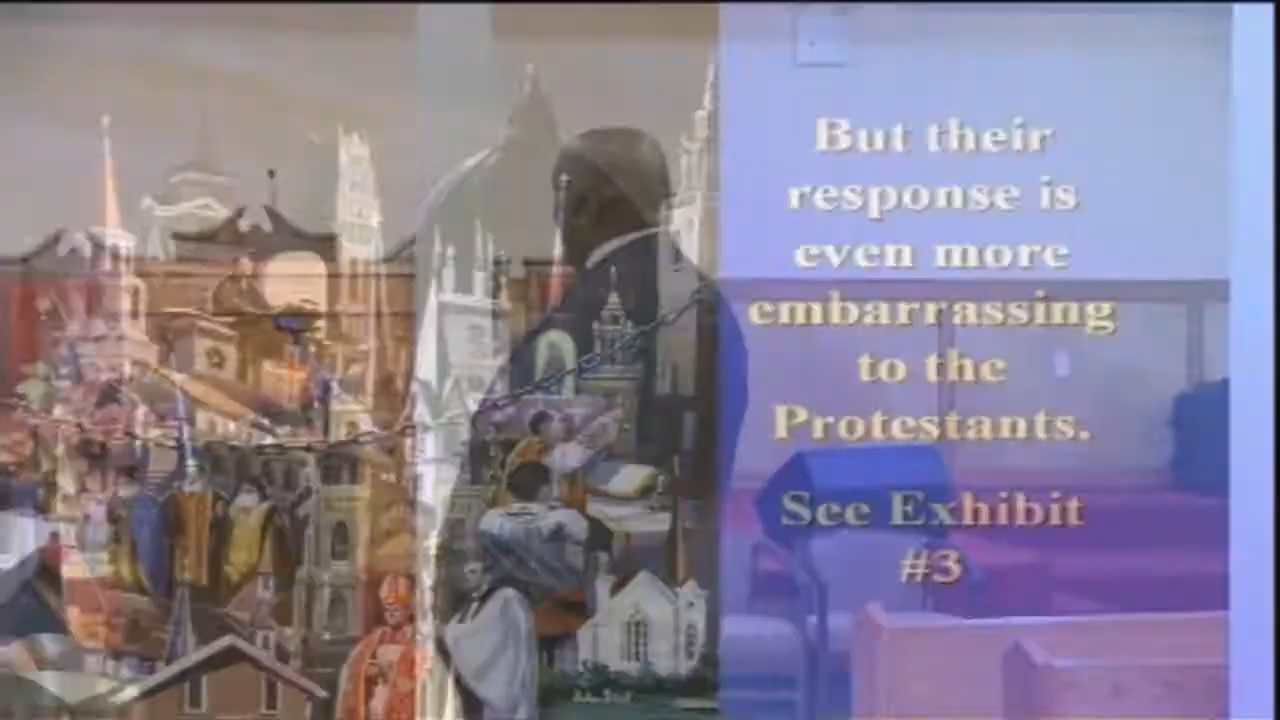 But their
response is
even more
embarrassing
to the
Protestants.
See Exhibit
#3